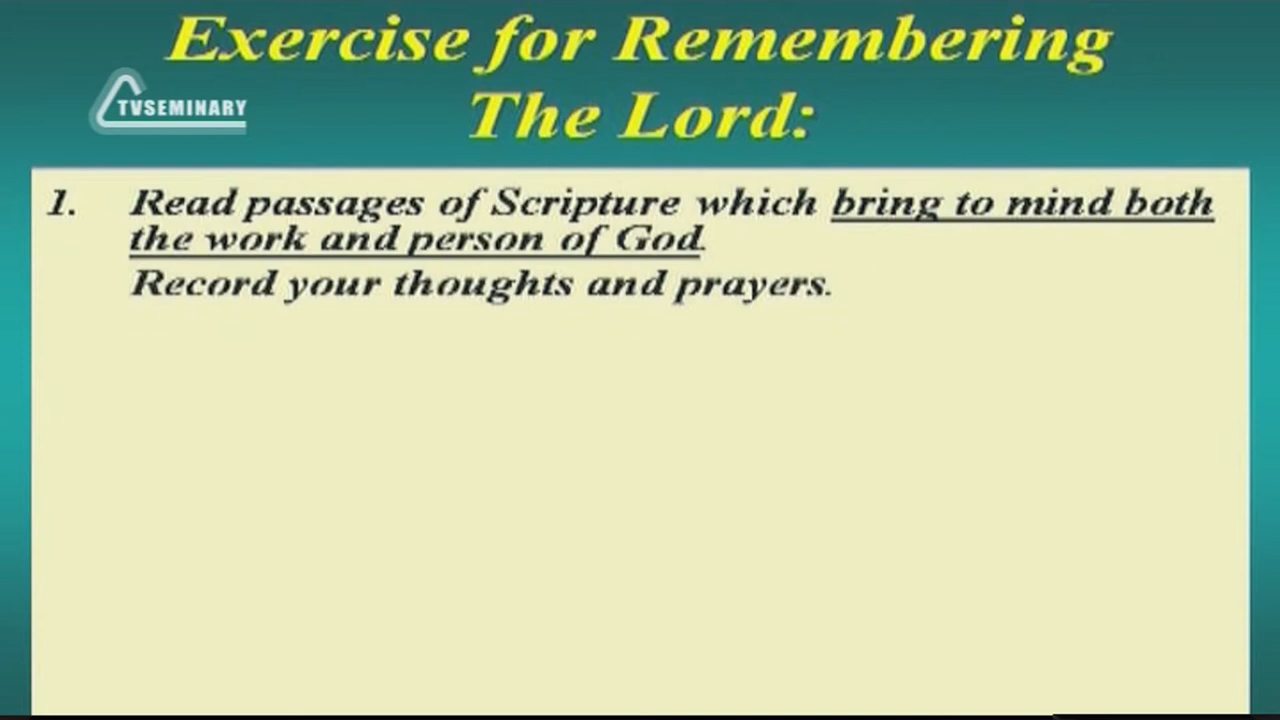 Exercise for Remembering
The Lord:
TVSEMINARY
1. Read passages of Scripture which bring to mind both
the work and person of God.
Record your thoughts and prayers.